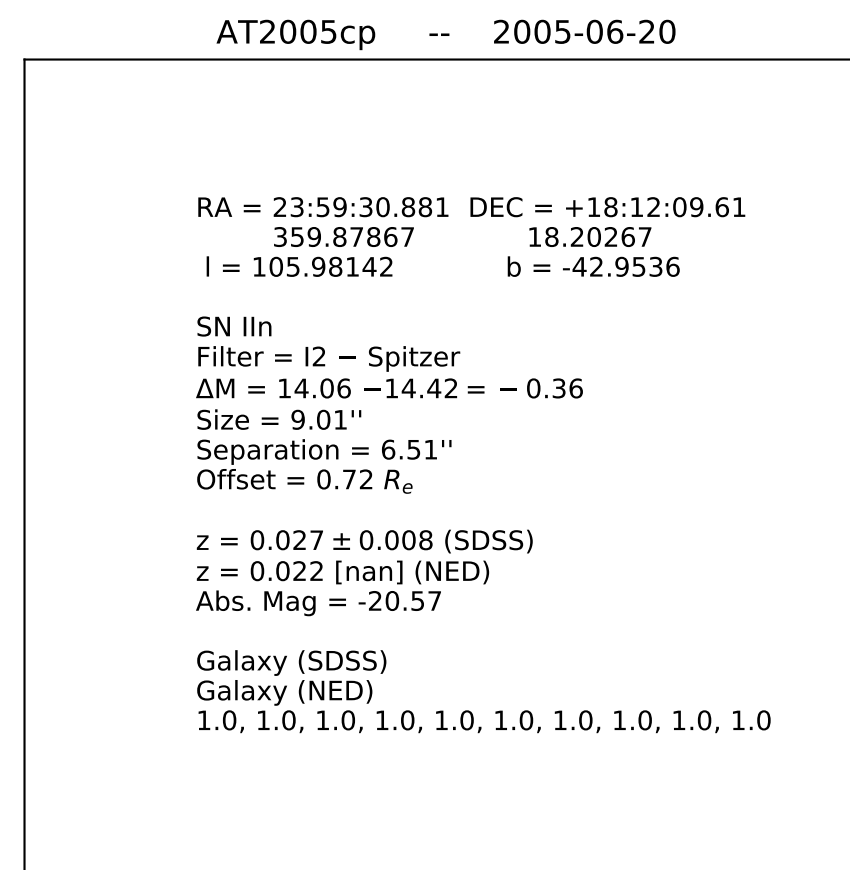 AT2005cp -- 2005-06-20
RA = 23:59:30.881 DEC = +18:12:09.61
359.87867 18.20267
l = 105.98142 b = -42.9536
SN IIn
Filter = I2 − Spitzer
ΔM = 14.06 −14.42 = − 0.36
Size = 9.01''
Separation = 6.51''
Offset = 0.72 Re
z = 0.027 ± 0.008 (SDSS)
z = 0.022 [nan] (NED)
Abs. Mag = -20.57
Galaxy (SDSS)
Galaxy (NED)
1.0, 1.0, 1.0, 1.0, 1.0, 1.0, 1.0, 1.0, 1.0, 1.0